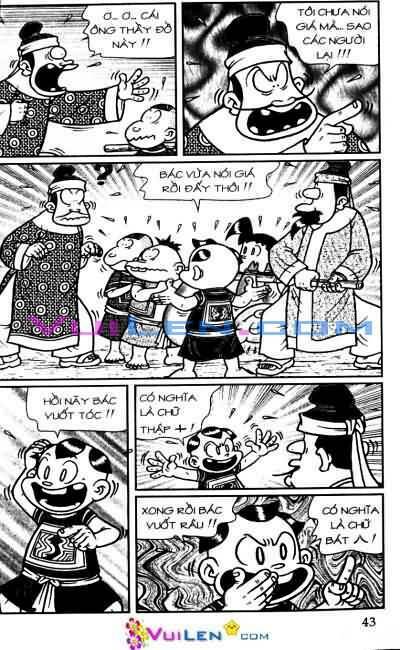 Ơ... Ơ... CÁI
ÔNG THẦY ĐỒ
NÀY !!
TÔI CHƯA NÓI
GIÁ MÀ... SAO
CÁC NGƯỜI
LẠI !!!
?
BÁC VỪA NÓI GIÁ
RỒI ĐẤY THÔI !!
VUILEN.COM
HỒI NÃY BÁC
VUỐT TÓC !!
CÓ NGHĨA
LÀ CHỮ
THẬP + !
XONG RỒI BÁC
VUỐT RÂU !!
CÓ NGHĨA
LÀ CHỮ
BÁT 八 !
43
VUILEN.COM